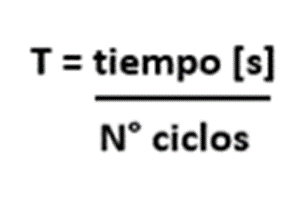 T = tiempo [s]
N° ciclos